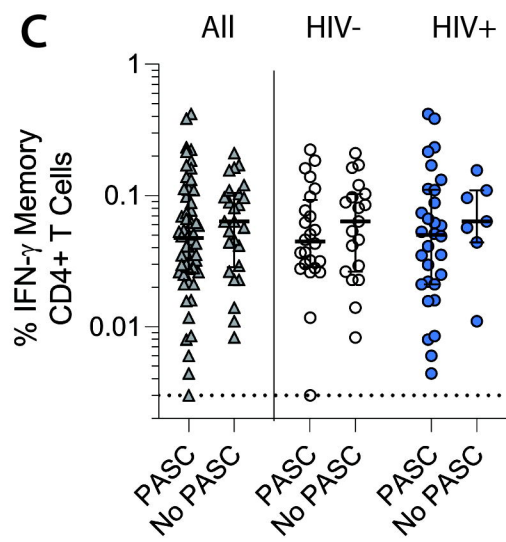 C
All HIV- HIV+
% IFN-γ Memory
CD4+ T Cells
1
0.1
0.01
PASC
No PASC
PASC
No PASC
PASC
No PASC